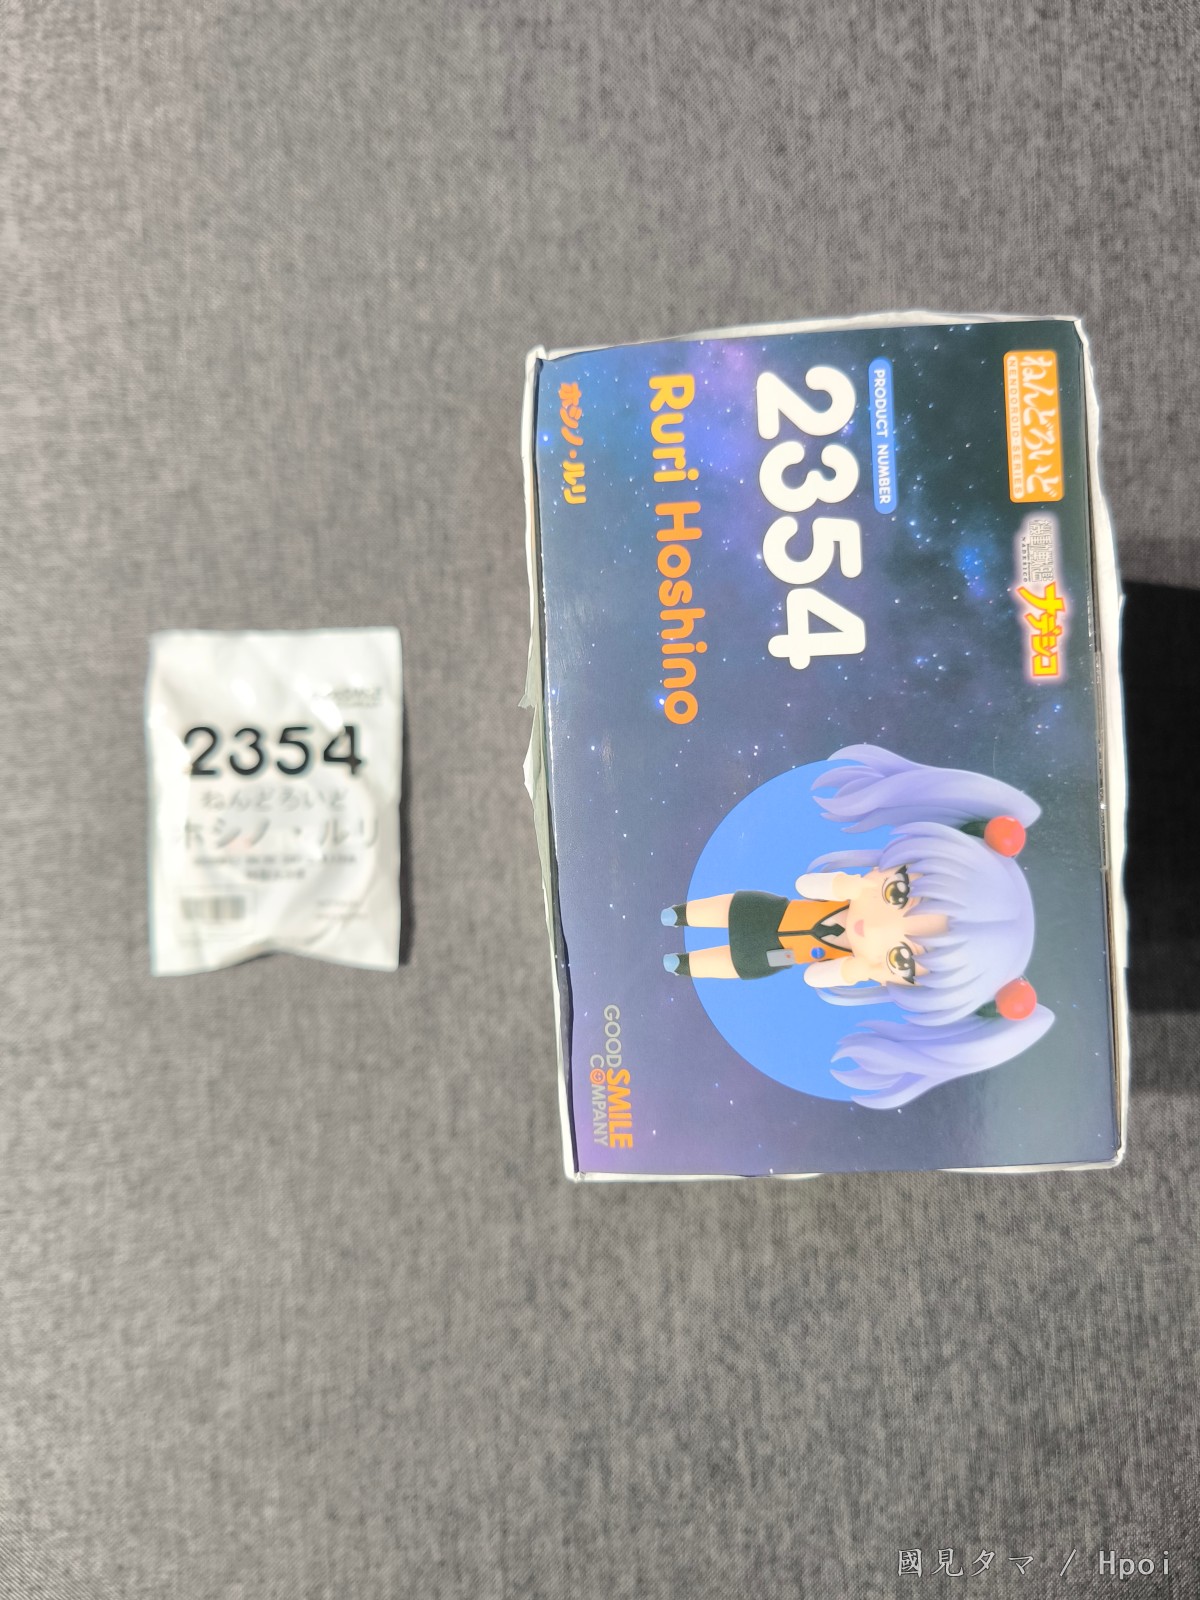 2354
ねんどろいど
ホシノ・ルリ
ねんどろいど
NENDOROID SERIES
機動戦艦
ナデシコ
NADESICO
PRODUCT NUMBER
2354
Ruri Hoshino
ホシノ・ルリ
GOOD SMILE
COMPANY
國見タマ / Hpoi